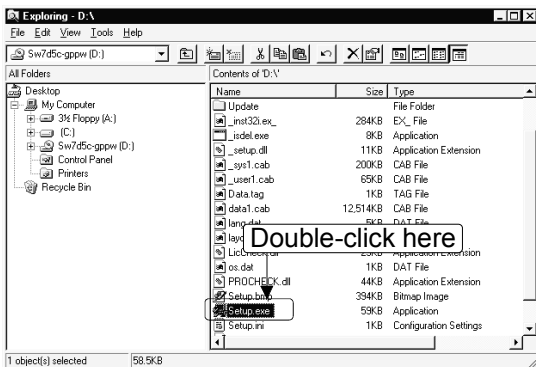 Exploring - D:\
File Edit View Tools Help
Sw7d5c-gppw (D:)
All Folders
Contents of 'D:\'
Desktop
My Computer
3½ Floppy (A:)
(C:)
Sw7d5c-gppw (D:)
Control Panel
Printers
Recycle Bin
Name Size Type
Update File Folder
_inst32i.ex_ 284KB EX_ File
_isdel.exe 8KB Application
_setup.dll 11KB Application Extension
_sys1.cab 200KB CAB File
_user1.cab 65KB CAB File
Data.tag 1KB TAG File
data1.cab 12,514KB CAB File
lang.dat 5KB DAT File
Double-click here
os.dat 1KB DAT File
PROCHECK.dll 44KB Application Extension
Setup.bmp 394KB Bitmap Image
Setup.exe 59KB Application
Setup.ini 1KB Configuration Settings
1 object(s) selected 58.5KB